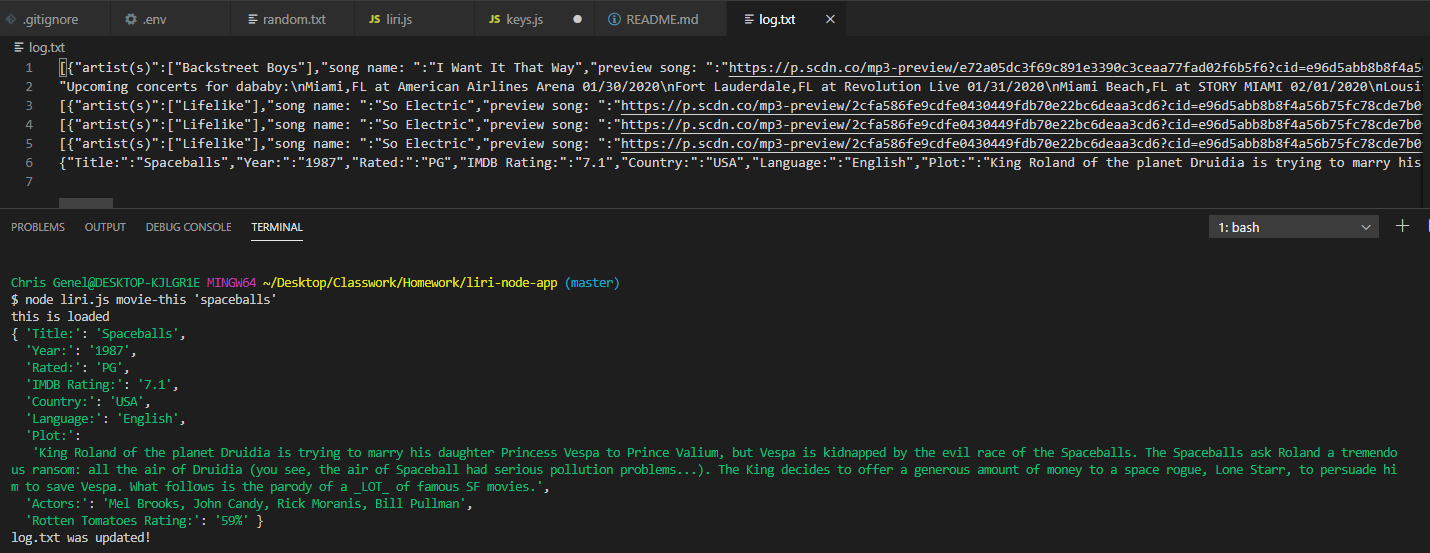 .gitignore .env random.txt JS liri.js JS keys.js README.md log.txt
log.txt
1 [{"artist(s)":["Backstreet Boys"],"song name: ":"I Want It That Way","preview song: ":"https://p.scdn.co/mp3-preview/e72a05dc3f69c891e3390c3ceaa77fad02f6b5f6?cid=e96d5abb8b8f4a56
2 "Upcoming concerts for dababy:\nMiami,FL at American Airlines Arena 01/30/2020\nFort Lauderdale,FL at Revolution Live 01/31/2020\nMiami Beach,FL at STORY MIAMI 02/01/2020\nLousi
3 [{"artist(s)":["Lifelike"],"song name: ":"So Electric","preview song: ":"https://p.scdn.co/mp3-preview/2cfa586fe9cdfe0430449fdb70e22bc6deaa3cd6?cid=e96d5abb8b8f4a56b75fc78cde7b0
4 [{"artist(s)":["Lifelike"],"song name: ":"So Electric","preview song: ":"https://p.scdn.co/mp3-preview/2cfa586fe9cdfe0430449fdb70e22bc6deaa3cd6?cid=e96d5abb8b8f4a56b75fc78cde7b0
5 [{"artist(s)":["Lifelike"],"song name: ":"So Electric","preview song: ":"https://p.scdn.co/mp3-preview/2cfa586fe9cdfe0430449fdb70e22bc6deaa3cd6?cid=e96d5abb8b8f4a56b75fc78cde7b0
6 {"Title:":"Spaceballs","Year:":"1987","Rated:":"PG","IMDB Rating:":"7.1","Country:":"USA","Language:":"English","Plot:":"King Roland of the planet Druidia is trying to marry his
7
PROBLEMS OUTPUT DEBUG CONSOLE TERMINAL 1: bash
Chris Genel@DESKTOP-KJLGR1E MINGW64 ~/Desktop/Classwork/Homework/liri-node-app (master)
$ node liri.js movie-this 'spaceballs'
this is loaded
{ 'Title:': 'Spaceballs',
'Year:': '1987',
'Rated:': 'PG',
'IMDB Rating:': '7.1',
'Country:': 'USA',
'Language:': 'English',
'Plot:':
'King Roland of the planet Druidia is trying to marry his daughter Princess Vespa to Prince Valium, but Vespa is kidnapped by the evil race of the Spaceballs. The Spaceballs ask Roland a tremendo
us ransom: all the air of Druidia (you see, the air of Spaceball had serious pollution problems...). The King decides to offer a generous amount of money to a space rogue, Lone Starr, to persuade hi
m to save Vespa. What follows is the parody of a _LOT_ of famous SF movies.',
'Actors:': 'Mel Brooks, John Candy, Rick Moranis, Bill Pullman',
'Rotten Tomatoes Rating:': '59%' }
log.txt was updated!